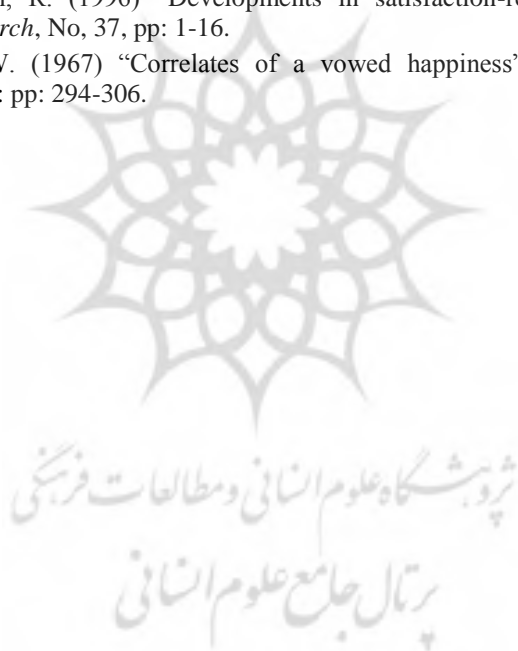 , R. (1996) "Developments in satisfaction-re
rch, No, 37, pp: 1-16.
V. (1967) “Correlates of a vowed happiness”
: pp: 294-306.
پژوهشگاه علوم انسانی و مطالعات فرهنگی
پرتال جامع علوم انسانی